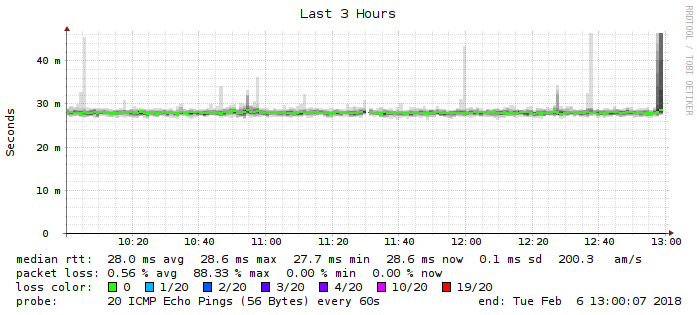 Last 3 Hours
RRDTOOL / TOBI OETIKER
Seconds
40 m
30 m
20 m
10 m
0
10:20 10:40 11:00 11:20 11:40 12:00 12:20 12:40 13:00
median rtt: 28.0 ms avg 28.6 ms max 27.7 ms min 28.6 ms now 0.1 ms sd 200.3 am/s
packet loss: 0.56 % avg 88.33 % max 0.00 % min 0.00 % now
loss color: 0 1/20 2/20 3/20 4/20 10/20 19/20
probe: 20 ICMP Echo Pings (56 Bytes) every 60s end: Tue Feb 6 13:00:07 2018